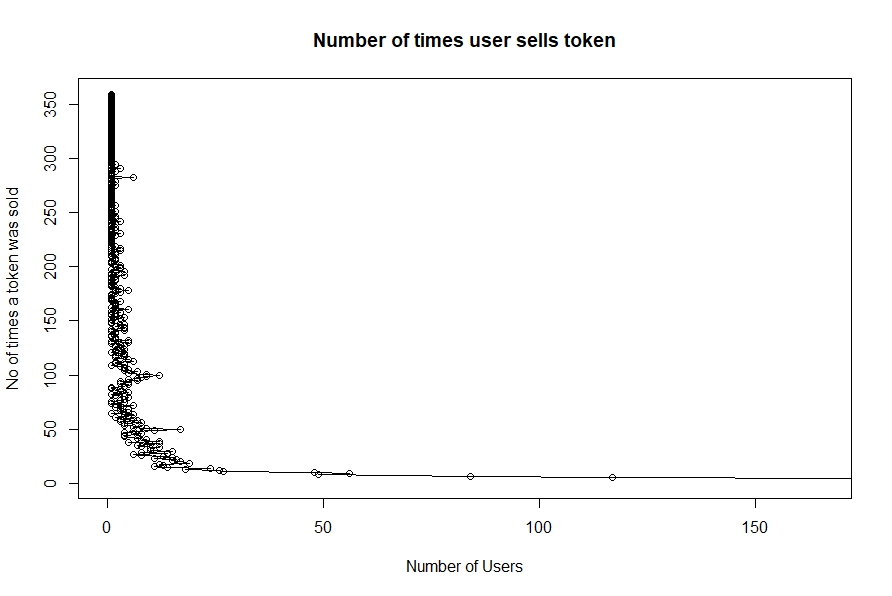 Number of times user sells token
No of times a token was sold
350
300
250
200
150
100
50
0
0 50 100 150
Number of Users